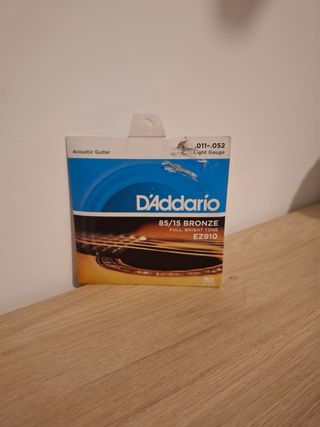 Acoustic Guitar
.011-.052
Light Gauge
D'Addario
85/15 BRONZE
FULL, BRIGHT TONE
EZ910